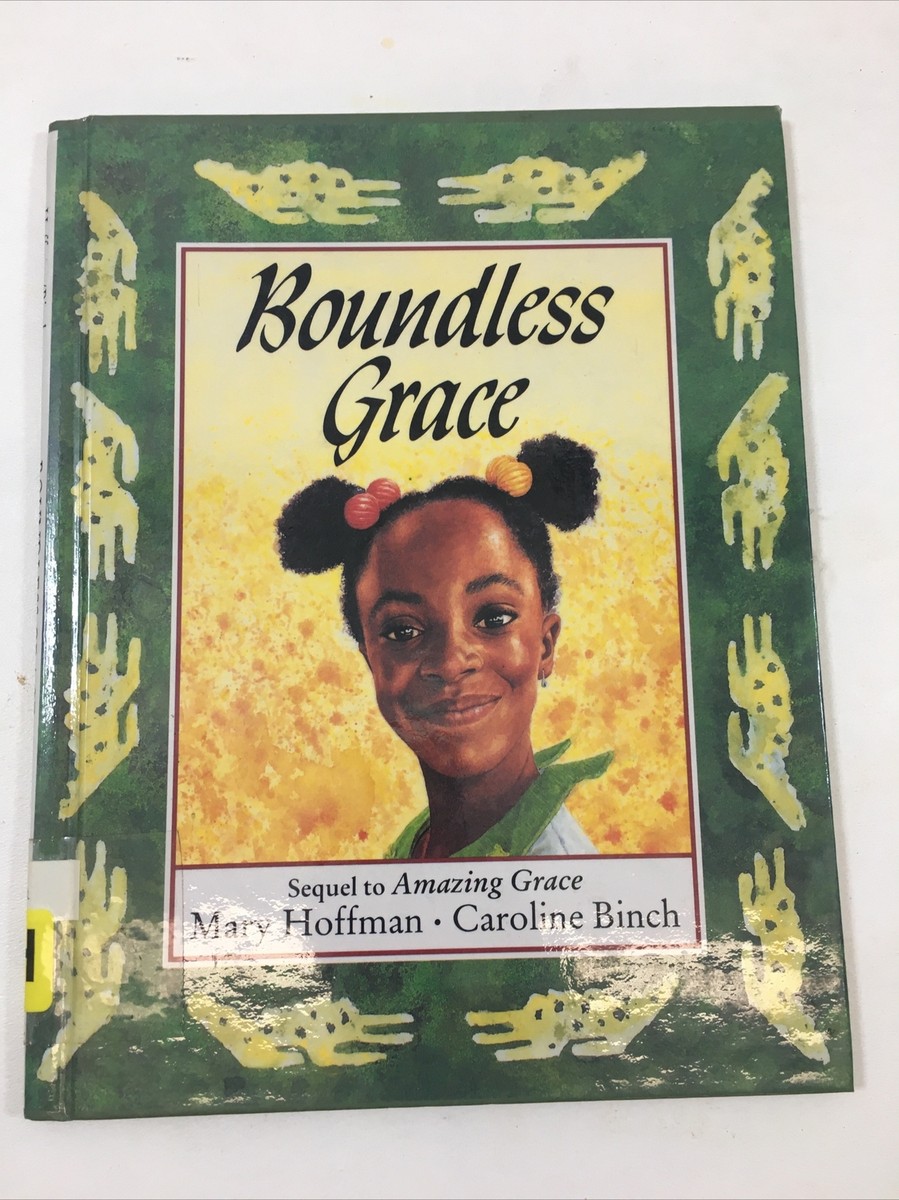 Boundless
Grace
Sequel to Amazing Grace
Mary Hoffman · Caroline Binch